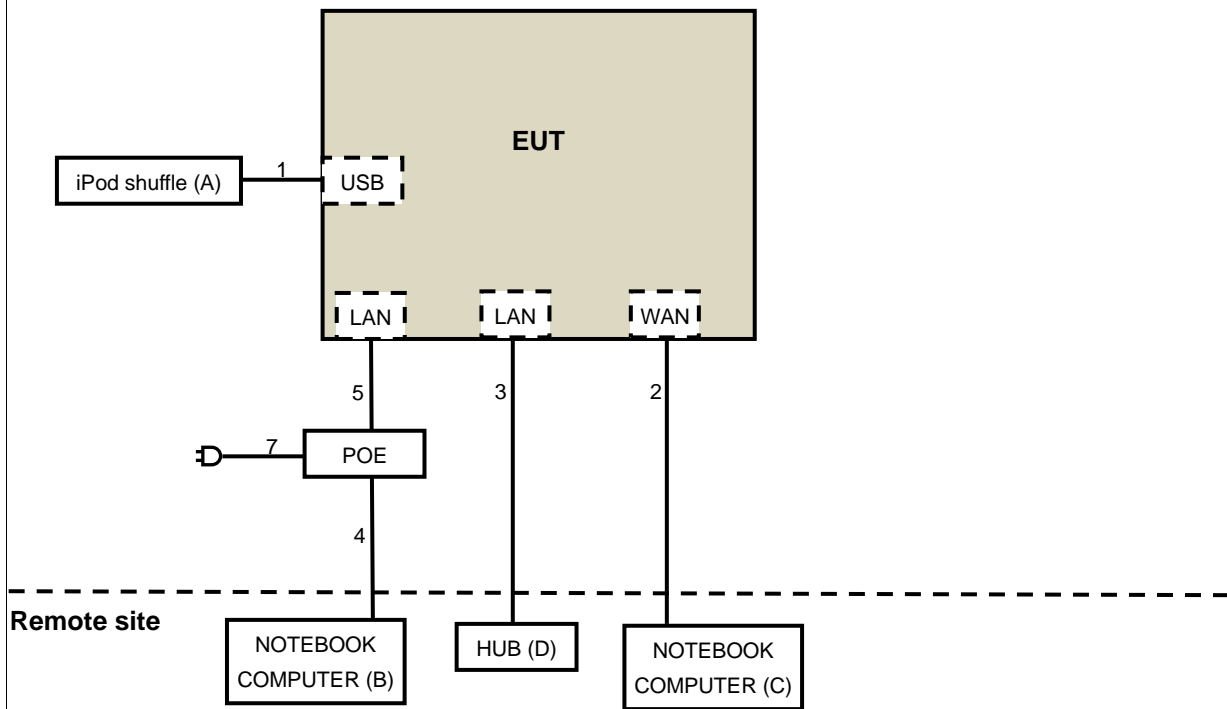 EUT
iPod shuffle (A)
1
USB
LAN
LAN
WAN
5
3
2
7
POE
4
Remote site
NOTEBOOK
COMPUTER (B)
HUB (D)
NOTEBOOK
COMPUTER (C)